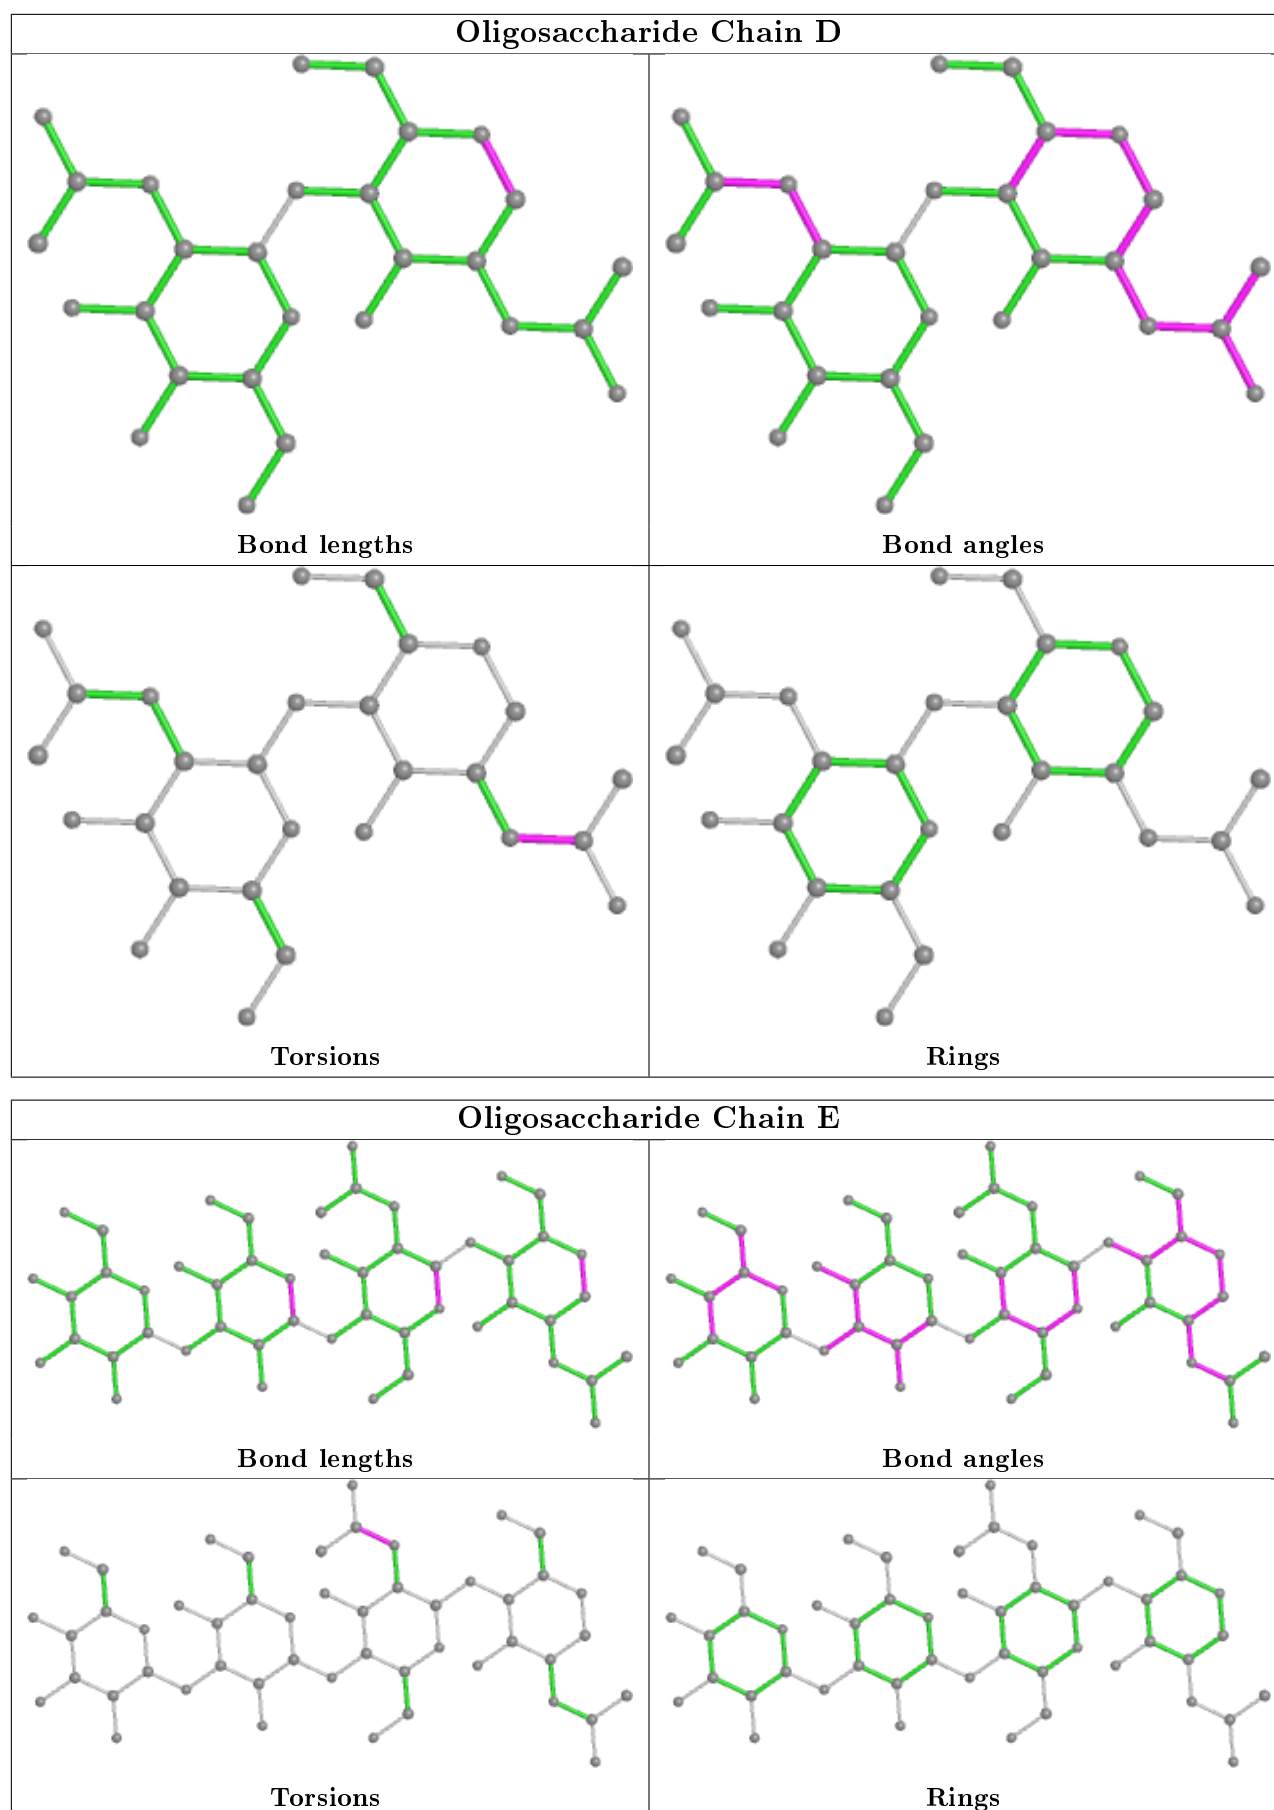 Oligosaccharide Chain D
Bond lengths
Bond angles
Torsions
Rings
Oligosaccharide Chain E
Bond lengths
Bond angles
Torsions
Rings